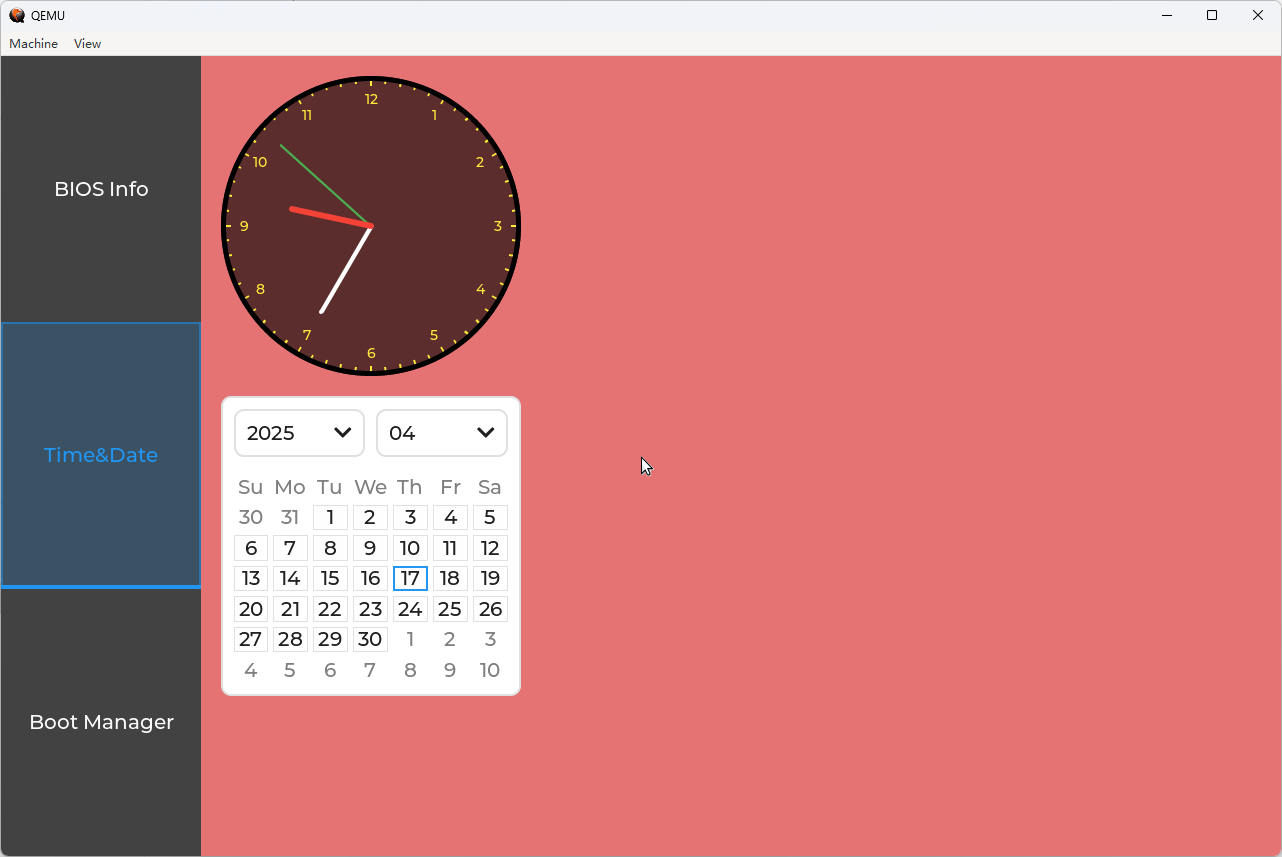 QEMU
Machine View
BIOS Info
Time&Date
Boot Manager
12
11 1
10 2
9 3
8 4
7 5
6
2025 04
Su Mo Tu We Th Fr Sa
30 31 1 2 3 4 5
6 7 8 9 10 11 12
13 14 15 16 17 18 19
20 21 22 23 24 25 26
27 28 29 30 1 2 3
4 5 6 7 8 9 10